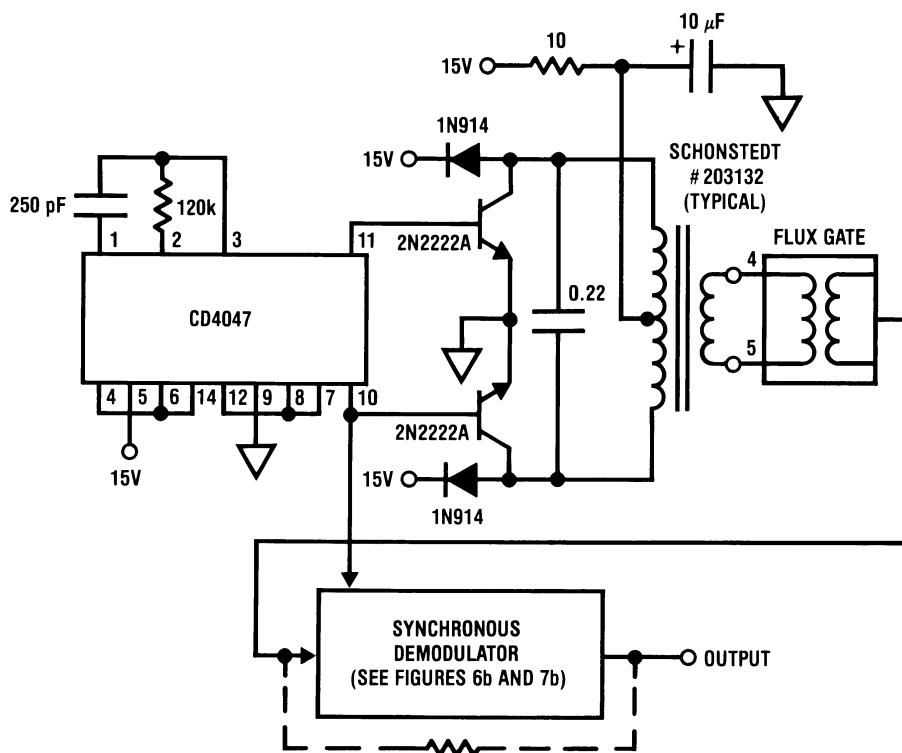 10 μF
10
+
15V
1N914
15V
SCHONSTEDT
# 203132
(TYPICAL)
250 pF
120k
1
2
3
11
2N2222A
FLUX GATE
4
CD4047
0.22
5
4
5
6
14
12
9
8
7
10
2N2222A
15V
15V
1N914
SYNCHRONOUS
DEMODULATOR
(SEE FIGURES 6b AND 7b)
OUTPUT